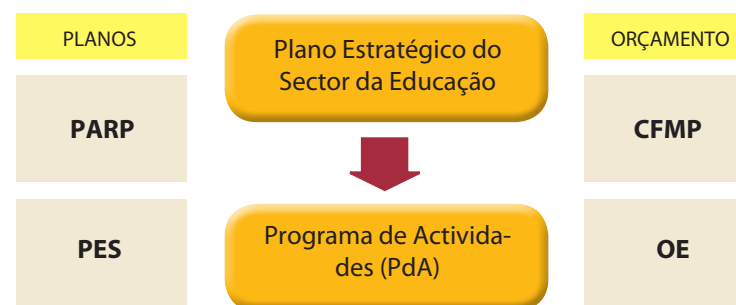 PLANOS
Plano Estratégico do
Sector da Educação
ORÇAMENTO
PARP
CFMP
PES
Programa de Activida-
des (PdA)
OE